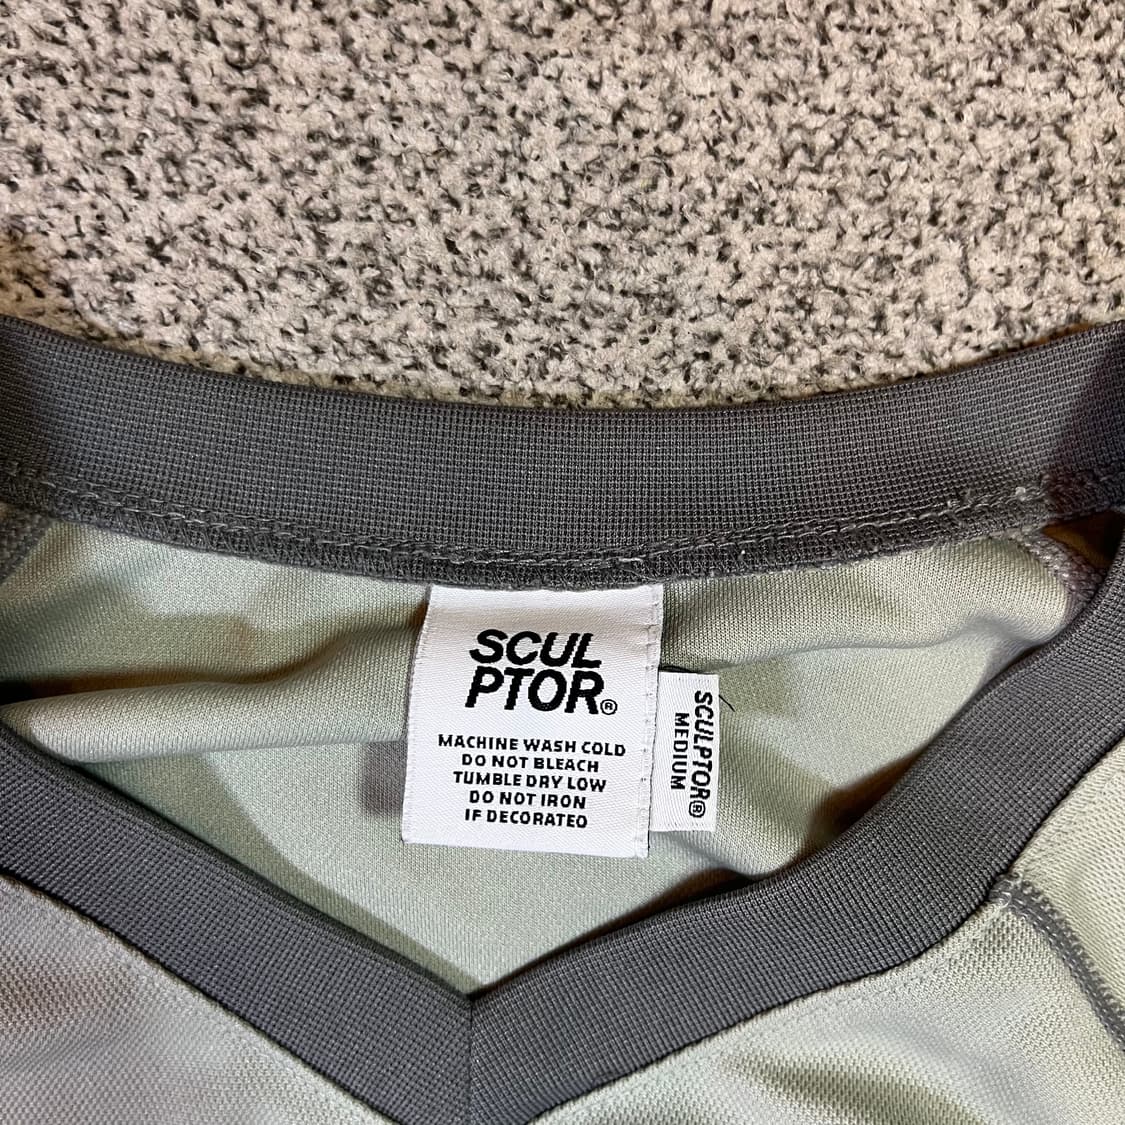 SCUL
PTOR®
MACHINE WASH COLD
DO NOT BLEACH
TUMBLE DRY LOW
DO NOT IRON
IF DECORATED
SCULPTOR®
MEDIUM